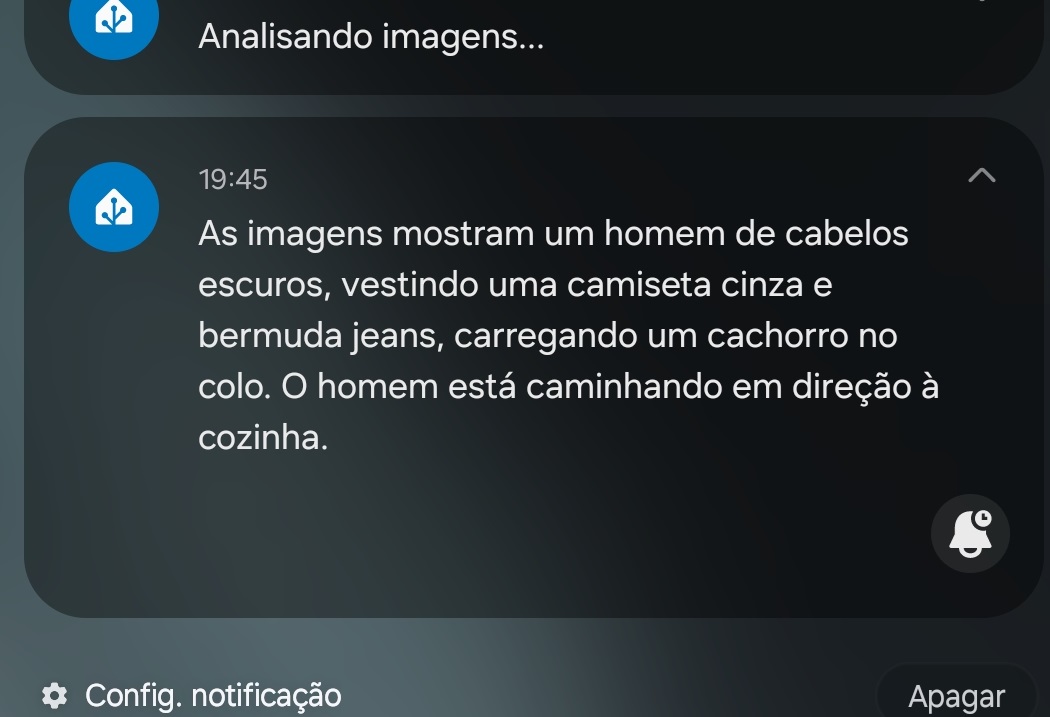 Analisando imagens...
19:45
As imagens mostram um homem de cabelos
escuros, vestindo uma camiseta cinza e
bermuda jeans, carregando um cachorro no
colo. O homem está caminhando em direção à
cozinha.
Config. notificação
Apagar